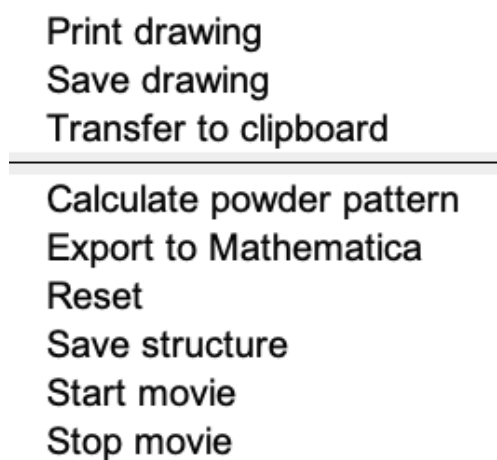 Print drawing
Save drawing
Transfer to clipboard
Calculate powder pattern
Export to Mathematica
Reset
Save structure
Start movie
Stop movie